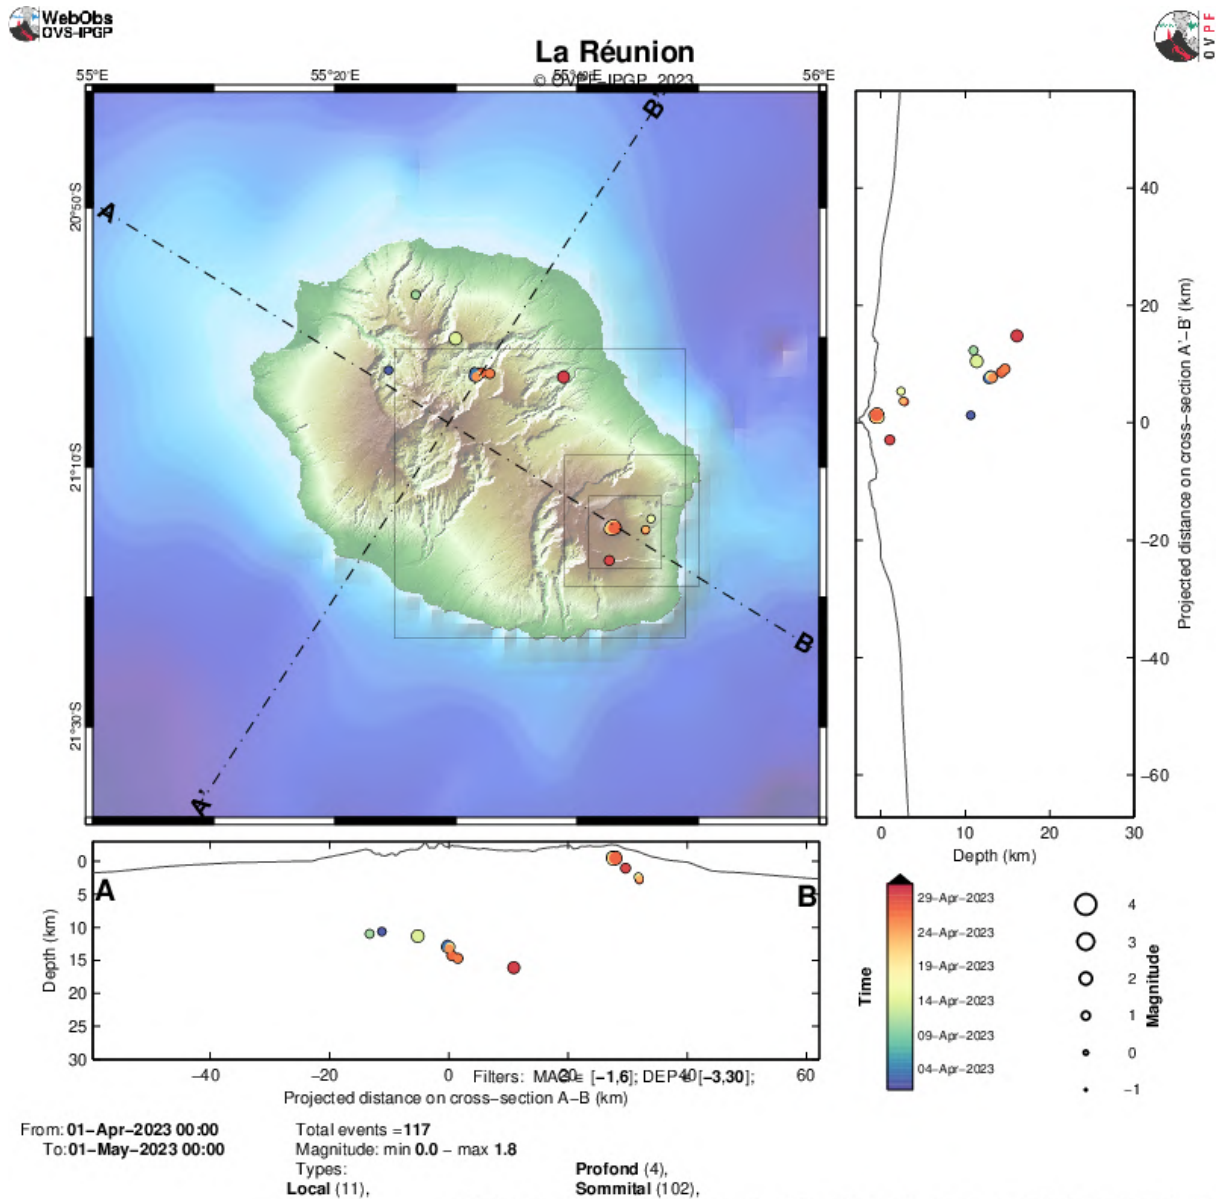 WebObs
OVS-IPGP
OVPF
La Réunion
© OVPF-IPGP, 2023
55°E
55°20'E
56°E
20°50'S
21°10'S
21°30'S
A
B'
A'
B
40
20
0
−20
−40
−60
Projected distance on cross−section A'−B' (km)
0
10
20
30
Depth (km)
A
B
0
5
10
15
20
25
30
Depth (km)
−40
−20
0
20
40
60
Filters: MAG ∈ [−1,6]; DEP ∈ [−3,30];
Projected distance on cross−section A−B (km)
Time
29−Apr−2023
24−Apr−2023
19−Apr−2023
14−Apr−2023
09−Apr−2023
04−Apr−2023
4
3
2
1
0
−1
Magnitude
From: 01−Apr−2023 00:00
To: 01−May−2023 00:00
Total events =117
Magnitude: min 0.0 − max 1.8
Types:
Profond (4),
Local (11),
Sommital (102),